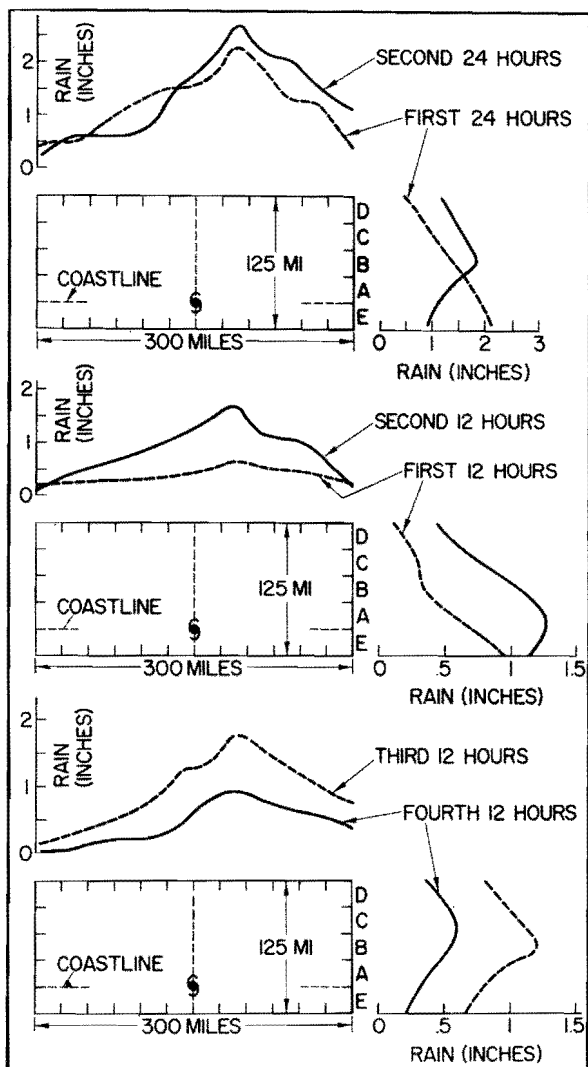 RAIN
(INCHES)
2
1
0
SECOND 24 HOURS
FIRST 24 HOURS
D
C
B
A
E
125 MI
COASTLINE
300 MILES
0 1 2 3
RAIN (INCHES)
RAIN
(INCHES)
2
1
0
SECOND 12 HOURS
FIRST 12 HOURS
D
C
B
A
E
125 MI
COASTLINE
300 MILES
0 .5 1 1.5
RAIN (INCHES)
RAIN
(INCHES)
2
1
0
THIRD 12 HOURS
FOURTH 12 HOURS
D
C
B
A
E
125 MI
COASTLINE
300 MILES
0 .5 1 1.5
RAIN (INCHES)